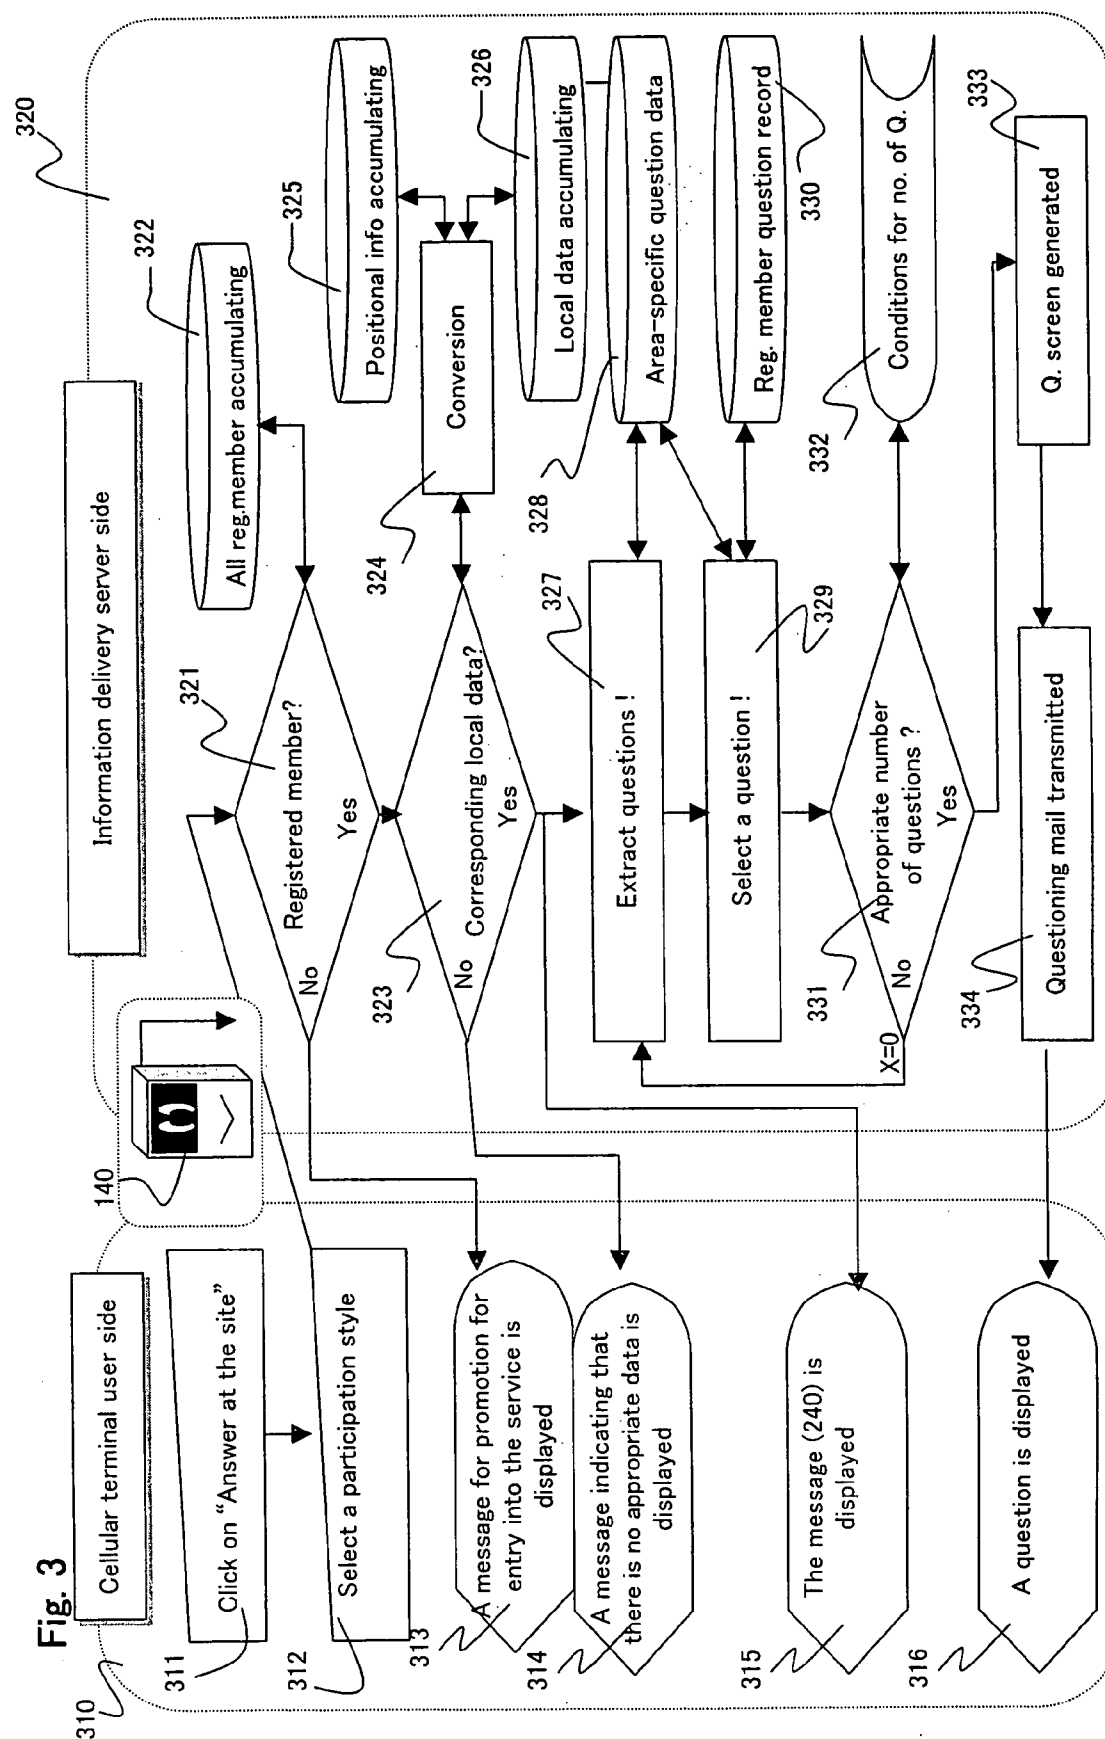 Fig. 3
310
Cellular terminal user side
311
Click on “Answer at the site”
312
Select a participation style
313
A message for promotion for
entry into the service is
displayed
314
A message indicating that
there is no appropriate data is
displayed
315
The message (240) is
displayed
316
A question is displayed
140
320
Information delivery server side
321
Registered member?
No
Yes
322
All reg.member accumulating
323
Corresponding local data?
No
Yes
324
Conversion
325
Positional info accumulating
326
Local data accumulating
327
Extract questions !
328
Area-specific question data
329
Select a question !
330
Reg. member question record
331
Appropriate number
of questions ?
No
Yes
X=0
332
Conditions for no. of Q.
333
Q. screen generated
334
Questioning mail transmitted